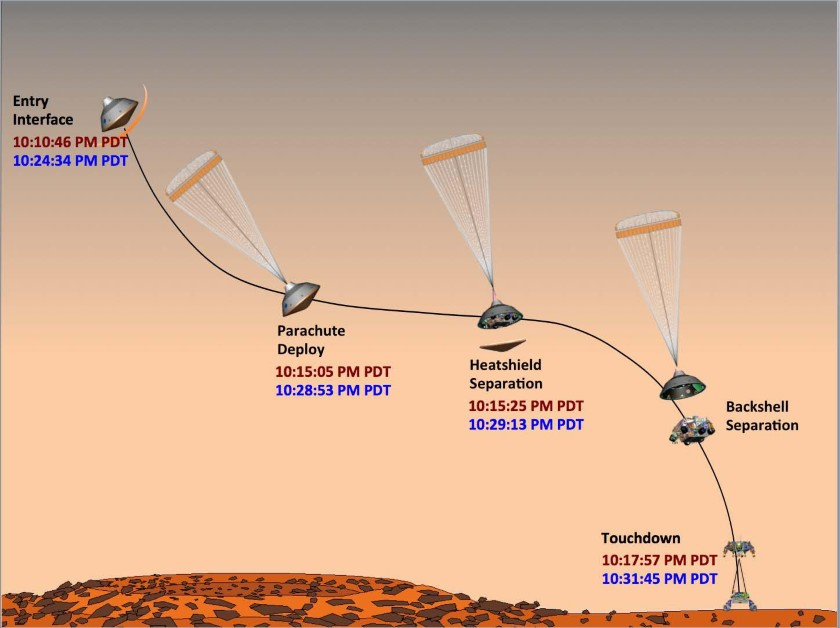 Entry
Interface
10:10:46 PM PDT
10:24:34 PM PDT
Parachute
Deploy
10:15:05 PM PDT
10:28:53 PM PDT
Heatshield
Separation
10:15:25 PM PDT
10:29:13 PM PDT
Backshell
Separation
Touchdown
10:17:57 PM PDT
10:31:45 PM PDT